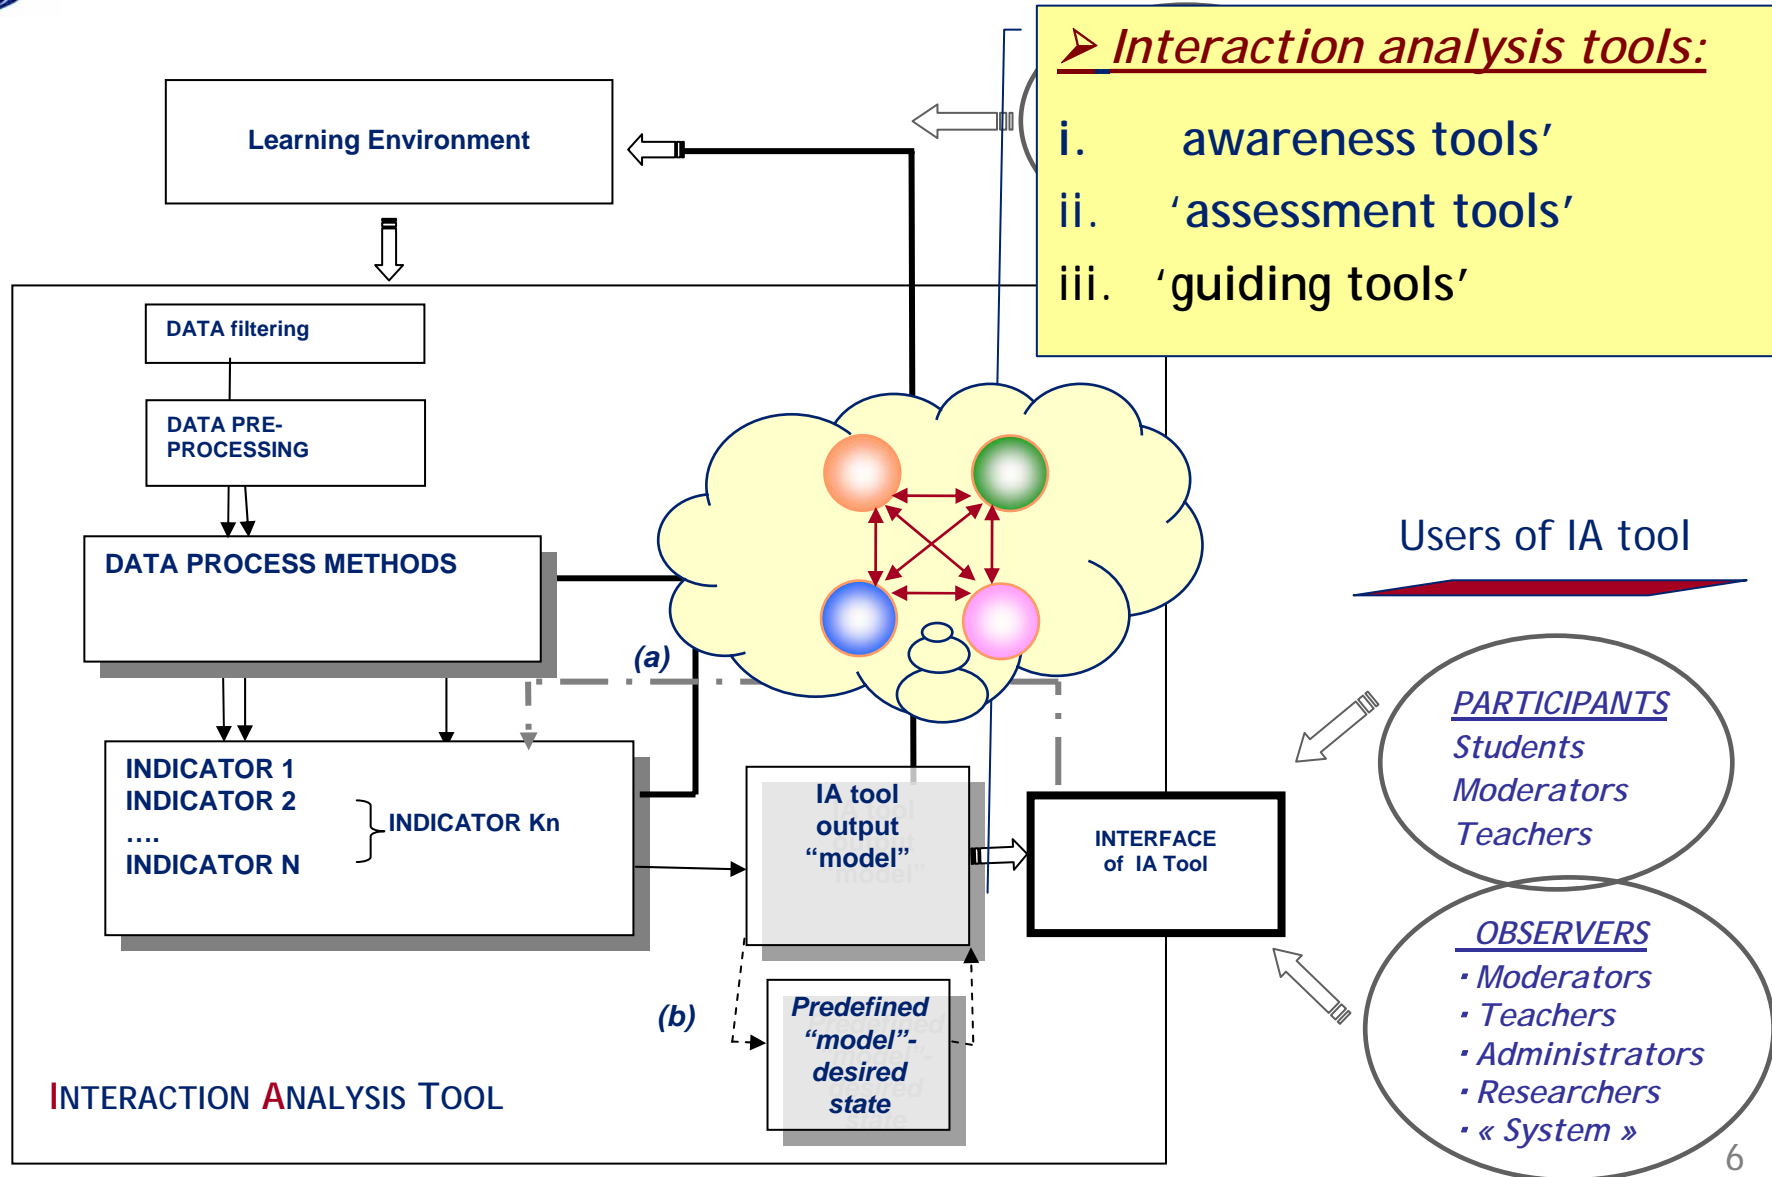 ➢ Interaction analysis tools:
i. awareness tools’
ii. ‘assessment tools’
iii. ‘guiding tools’
Learning Environment
DATA filtering
DATA PRE-
PROCESSING
DATA PROCESS METHODS
(a)
INDICATOR 1
INDICATOR 2
....
INDICATOR N
INDICATOR Kn
IA tool
output
“model”
INTERFACE
of IA Tool
(b)
Predefined
“model”-
desired
state
INTERACTION ANALYSIS TOOL
Users of IA tool
PARTICIPANTS
Students
Moderators
Teachers
OBSERVERS
· Moderators
· Teachers
· Administrators
· Researchers
· « System »
6